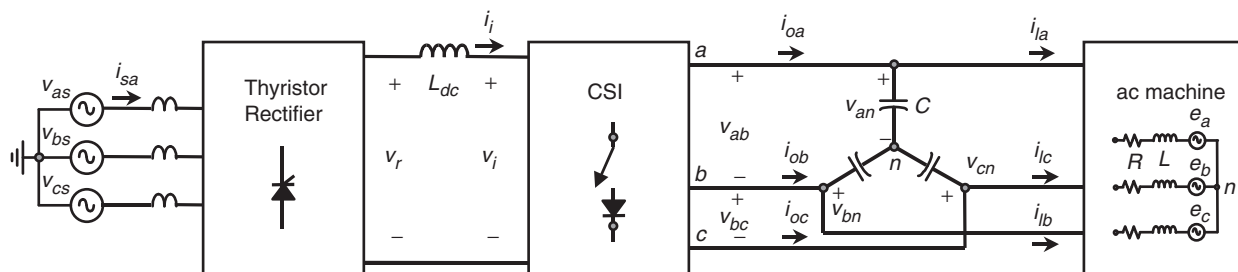 i_i
i_oa
i_la
a
Thyristor
Rectifier
CSI
ac machine
i_sa
v_as
v_bs
v_cs
+ L_dc +
+
+
v_an
C
−
v_ab
v_r
v_i
e_a
e_b
e_c
R
L
n
i_ob
n
v_cn
i_lc
b
−
+
+
+
v_bc
v_bn
i_oc
i_lb
c
−
−
−